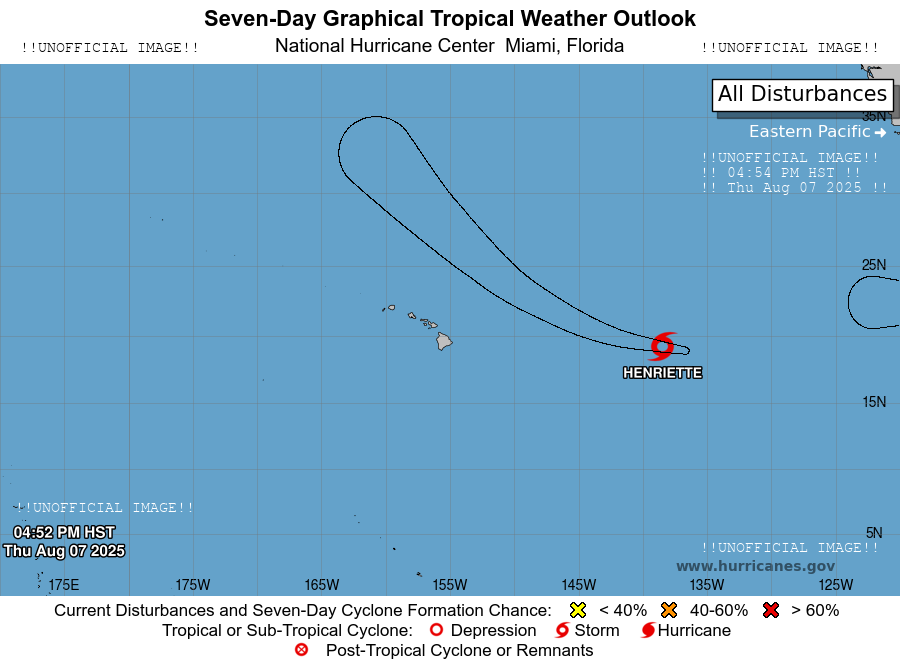 Seven-Day Graphical Tropical Weather Outlook
!!UNOFFICIAL IMAGE!! National Hurricane Center Miami, Florida !!UNOFFICIAL IMAGE!!
All Disturbances
35N
Eastern Pacific
!!UNOFFICIAL IMAGE!!
!! 04:54 PM HST !!
!! Thu Aug 07 2025 !!
25N
HENRIETTE
15N
!!UNOFFICIAL IMAGE!!
04:52 PM HST
Thu Aug 07 2025
5N
!!UNOFFICIAL IMAGE!!
www.hurricanes.gov
175E 175W 165W 155W 145W 135W 125W
Current Disturbances and Seven-Day Cyclone Formation Chance: < 40% 40-60% > 60%
Tropical or Sub-Tropical Cyclone: Depression Storm Hurricane
Post-Tropical Cyclone or Remnants